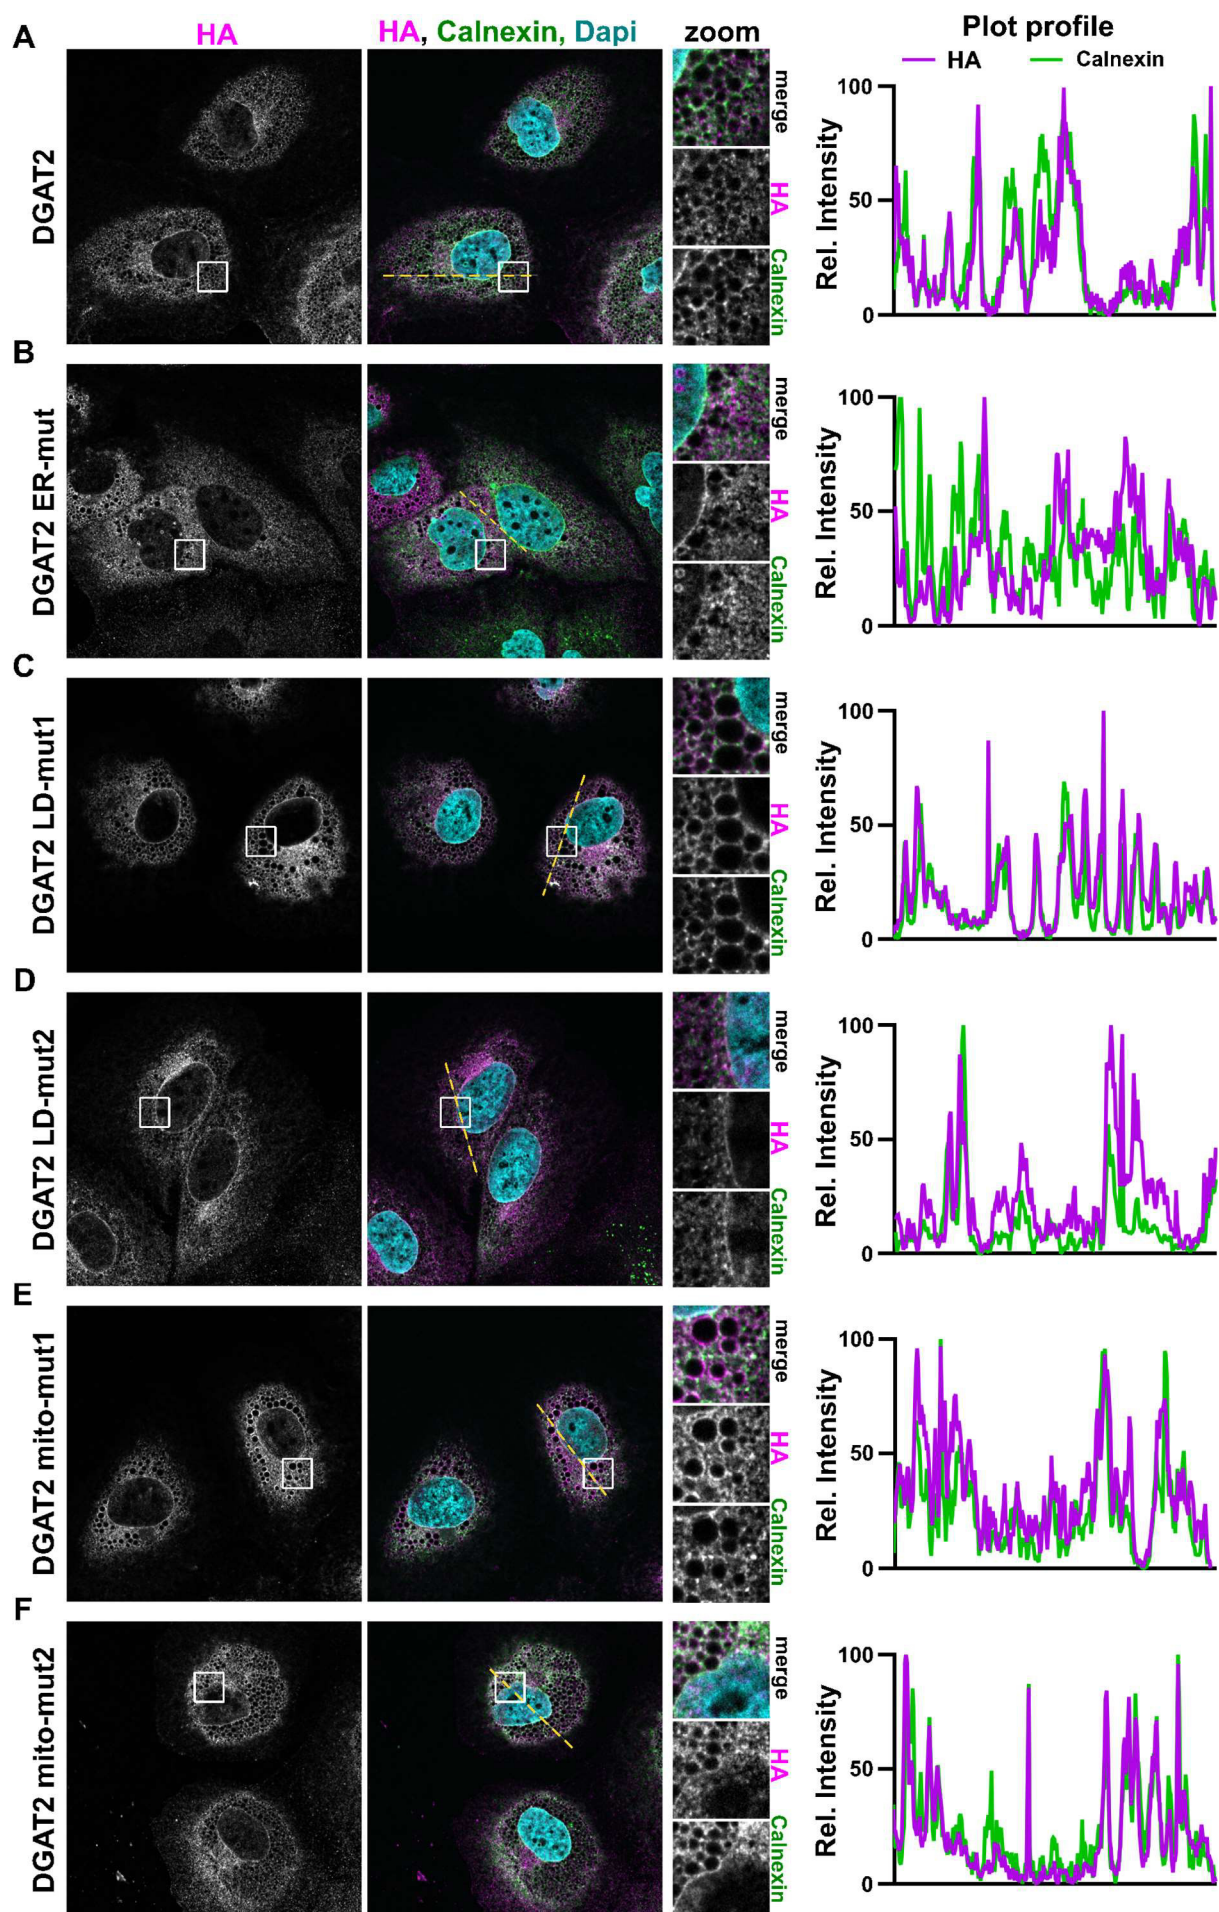 HA
HA, Calnexin, Dapi
zoom
Plot profile
HA
Calnexin
A
DGAT2
merge
HA
Calnexin
Rel. Intensity
100
50
0
B
DGAT2 ER-mut
merge
HA
Calnexin
Rel. Intensity
100
50
0
C
DGAT2 LD-mut1
merge
HA
Calnexin
Rel. Intensity
100
50
0
D
DGAT2 LD-mut2
merge
HA
Calnexin
Rel. Intensity
100
50
0
E
DGAT2 mito-mut1
merge
HA
Calnexin
Rel. Intensity
100
50
0
F
DGAT2 mito-mut2
merge
HA
Calnexin
Rel. Intensity
100
50
0